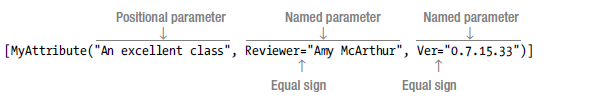 Positional parameter Named parameter Named parameter
[MyAttribute("An excellent class", Reviewer="Amy McArthur", Ver="0.7.15.33")]
Equal sign Equal sign